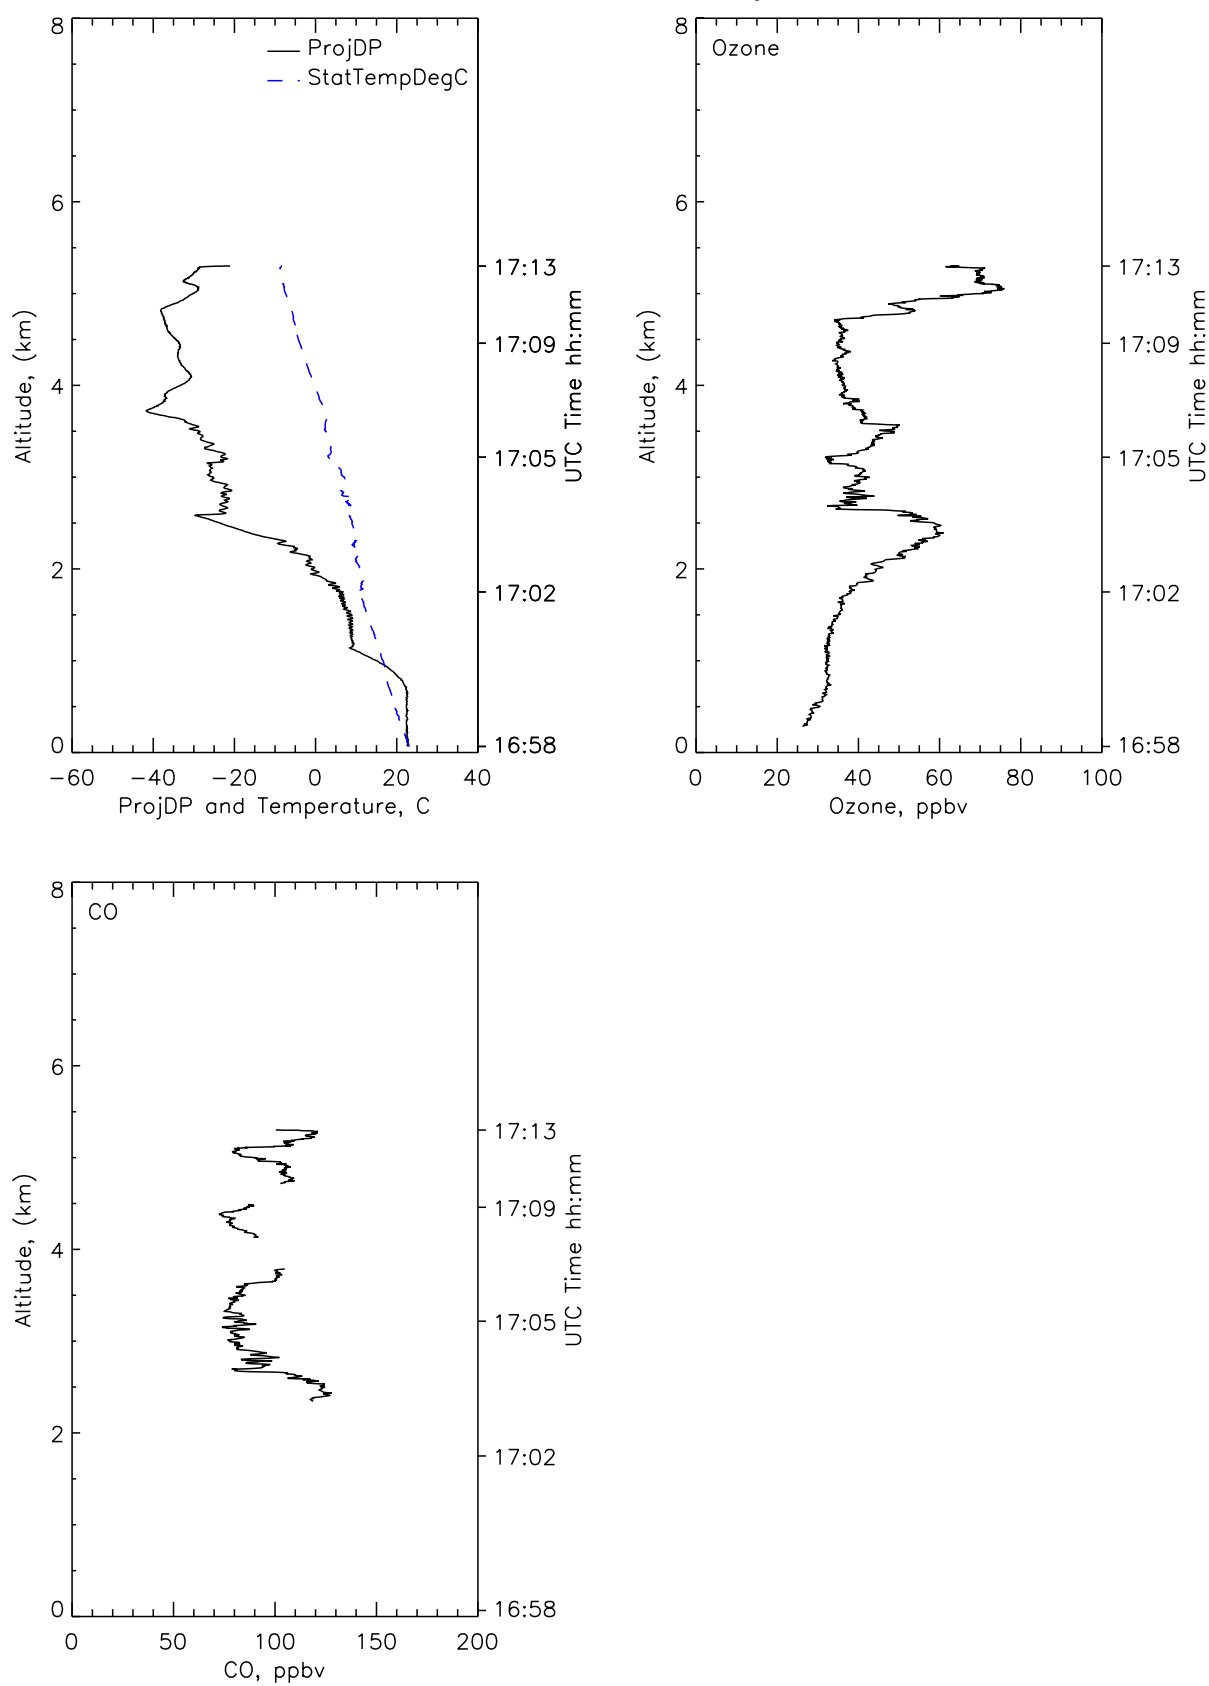 8
6
4
2
0
Altitude, (km)
ProjDP
StatTempDegC
17:13
17:09
17:05
17:02
16:58
UTC Time hh:mm
−60 −40 −20 0 20 40
ProjDP and Temperature, C
8
6
4
2
0
Altitude, (km)
Ozone
17:13
17:09
17:05
17:02
16:58
UTC Time hh:mm
0 20 40 60 80 100
Ozone, ppbv
8
6
4
2
0
Altitude, (km)
CO
17:13
17:09
17:05
17:02
16:58
UTC Time hh:mm
0 50 100 150 200
CO, ppbv